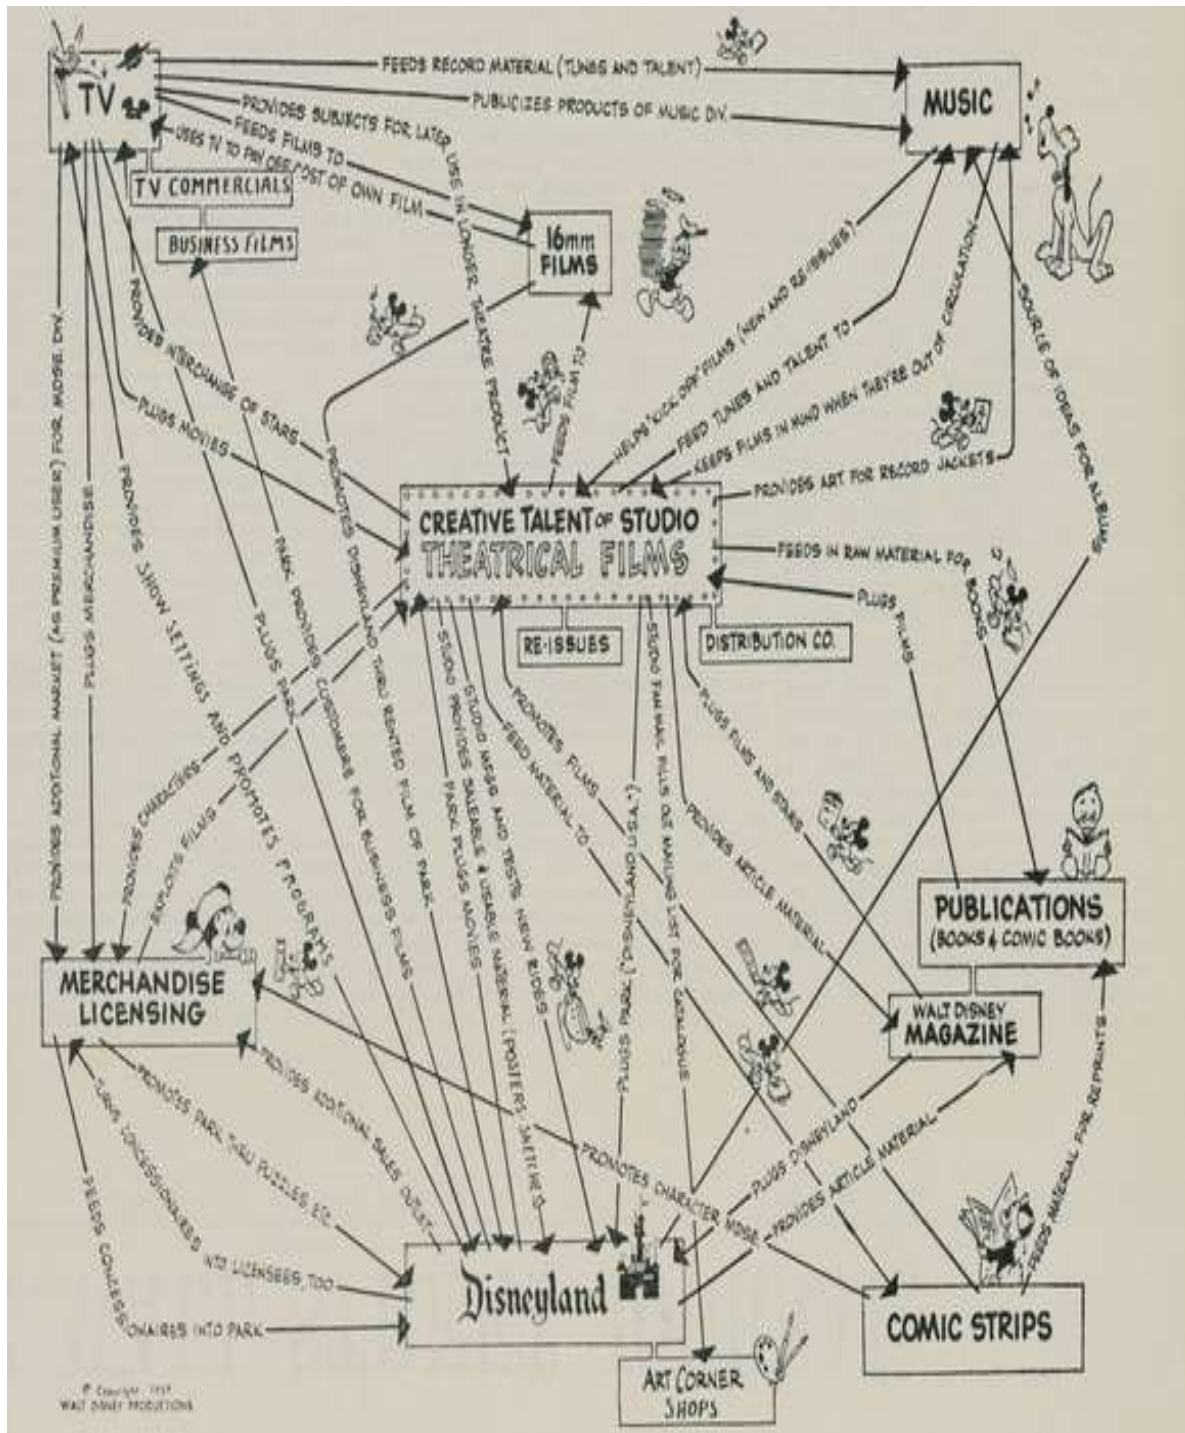 FEEDS RECORD MATERIAL (TUNES AND TALENT)
TV
MUSIC
PUBLICIZES PRODUCTS OF MUSIC DIV.
PROVIDES SUBJECTS FOR LATER USE IN LONGER THEATRE PRODUCT
FEEDS FILMS TO
USES TV TO PAY OFF COST OF OWN FILM
TV COMMERCIALS
BUSINESS FILMS
16mm
FILMS
HELPS "KICK OFF" FILMS (NEW AND RE-ISSUES)
FEED TUNES AND TALENT TO
KEEPS FILMS IN MIND WHEN THEY'RE OUT OF CIRCULATION
SOURCE OF IDEAS FOR ALBUMS
PROVIDES ART FOR RECORD JACKETS
FEEDS FILM TO
PROVIDES INTERCHANGE OF STARS
PLUGS MOVIES
CREATIVE TALENT OF STUDIO
THEATRICAL FILMS
RE-ISSUES
DISTRIBUTION CO.
FEEDS IN RAW MATERIAL FOR BOOKS
PLUGS FILMS
PROVIDES ADDITIONAL MARKET (AS PREMIUM USER) FOR MDSE. DIV.
PLUGS MERCHANDISE
PROVIDES SHOW SETTINGS AND PROMOTES PROGRAMS
PLUGS PARK
PARK PROVIDES CUSTOMERS FOR BUSINESS FILMS
PROMOTES DISNEYLAND THRU RENTED FILM OF PARK
PROVIDES CHARACTERS
EXPLOITS FILMS
PARK PLUGS MOVIES
STUDIO PROVIDES SALEABLE & USABLE MATERIAL (POSTERS SKETCHES
STUDIO MFGS AND TESTS NEW RIDES
FEED MATERIAL TO
PROMOTES FILMS
PLUGS PARK ("DISNEYLAND U.S.A.")
STUDIO FAN MAIL FILLS OUT MAILING LIST FOR CATALOGUE
PROVIDES ARTICLE MATERIAL
PLUGS FILMS AND STARS
PUBLICATIONS
(BOOKS & COMIC BOOKS)
WALT DISNEY
MAGAZINE
MERCHANDISE
LICENSING
PROMOTES PARK THRU PUZZLES, ETC.
PROVIDES ADDITIONAL SALES OUTLET
TURNS CONCESSIONAIRES INTO LICENSEES, TOO
FEEDS CONCESSIONAIRES INTO PARK
PROMOTES CHARACTER MDSE.
PLUGS DISNEYLAND
PROVIDES ARTICLE MATERIAL
FEEDS MATERIAL FOR REPRINTS
Disneyland
COMIC STRIPS
ART CORNER
SHOPS
© Copyright 1957
WALT DISNEY PRODUCTIONS